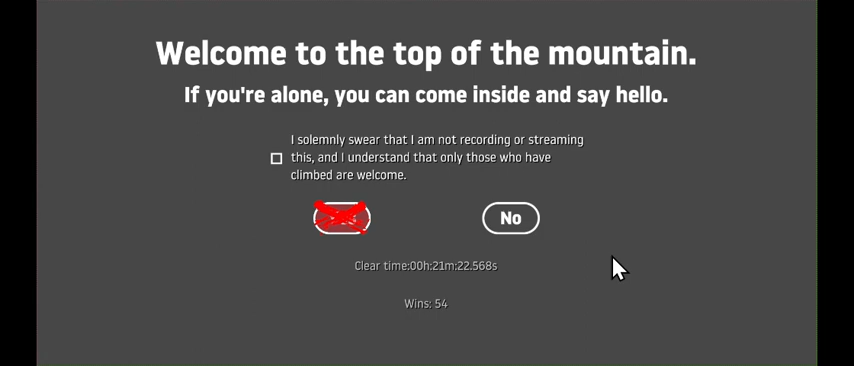 Welcome to the top of the mountain.
If you're alone, you can come inside and say hello.
I solemnly swear that I am not recording or streaming
this, and I understand that only those who have
climbed are welcome.
No
Clear time:00h:21m:22.568s
Wins: 54